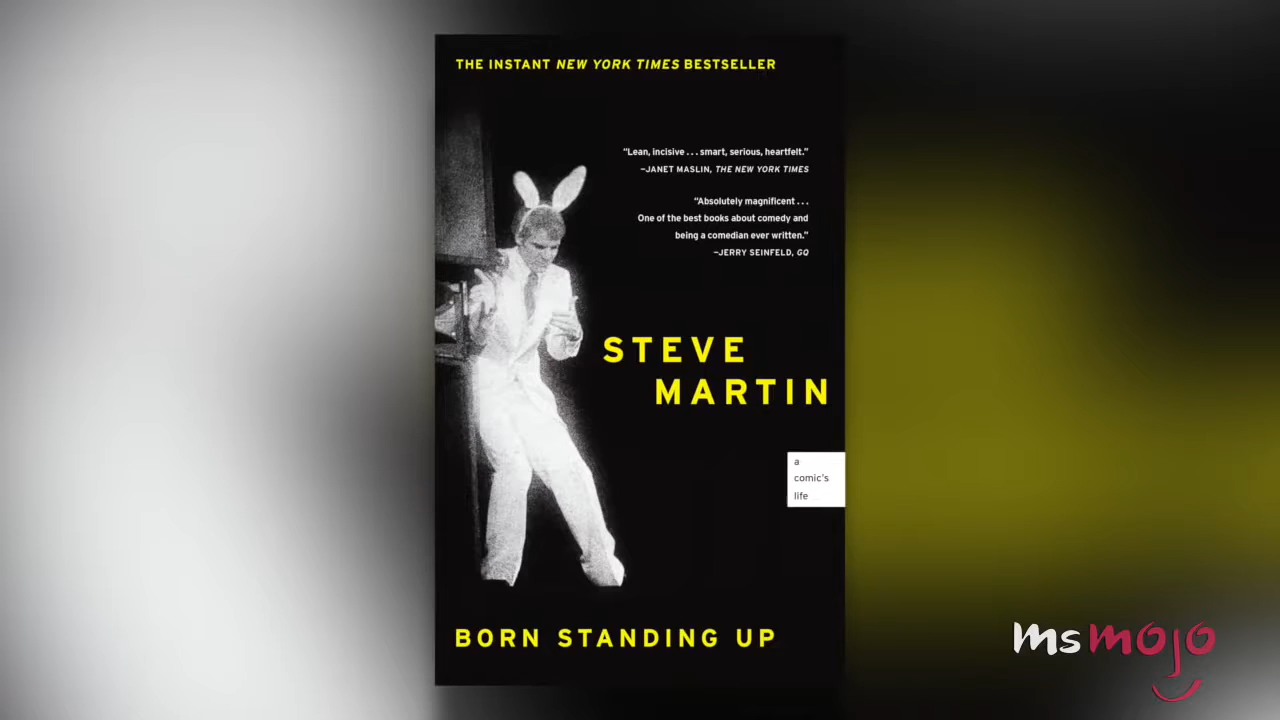 THE INSTANT NEW YORK TIMES BESTSELLER
“Lean, incisive . . . smart, serious, heartfelt.”
–JANET MASLIN, THE NEW YORK TIMES
“Absolutely magnificent . . .
One of the best books about comedy and
being a comedian ever written.”
–JERRY SEINFELD, GQ
STEVE
MARTIN
a
comic’s
life
BORN STANDING UP
msmojo